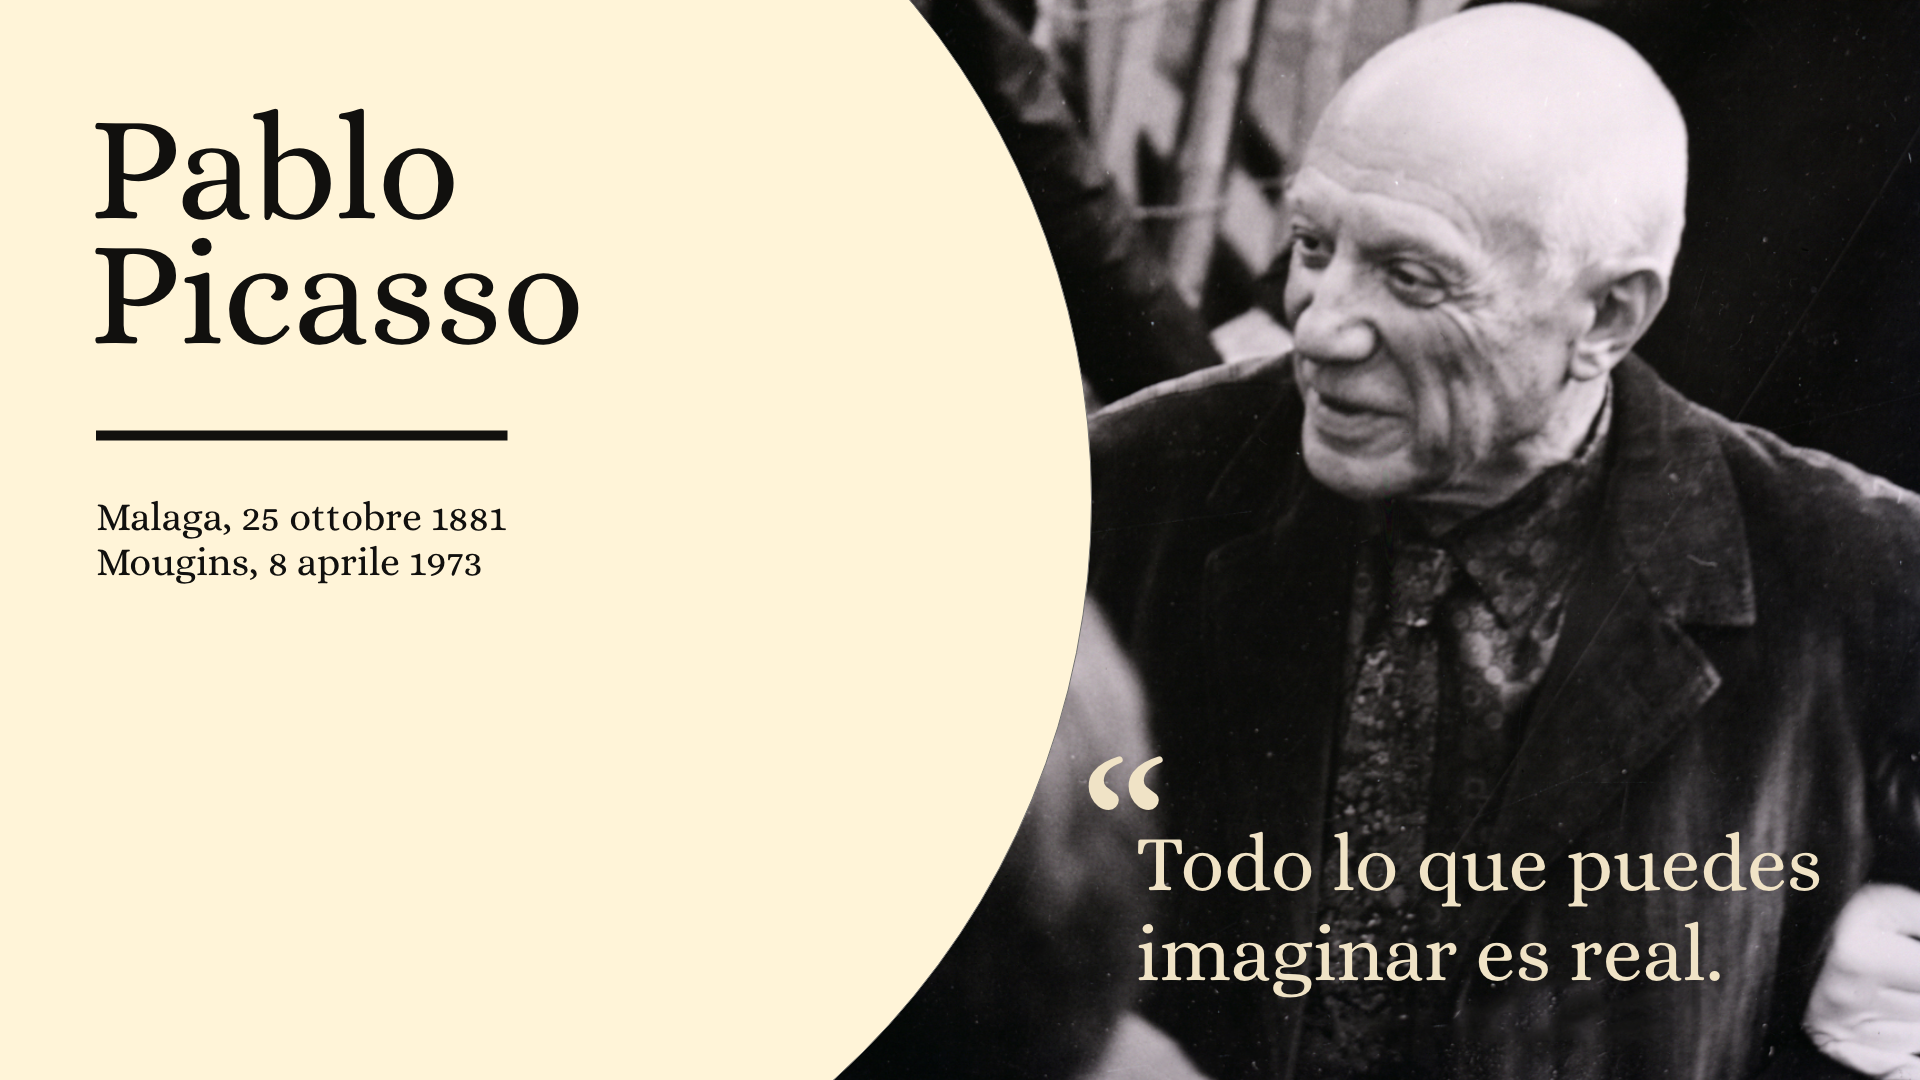 Pablo
Picasso
Malaga, 25 ottobre 1881
Mougins, 8 aprile 1973
“
Todo lo que puedes
imaginar es real.